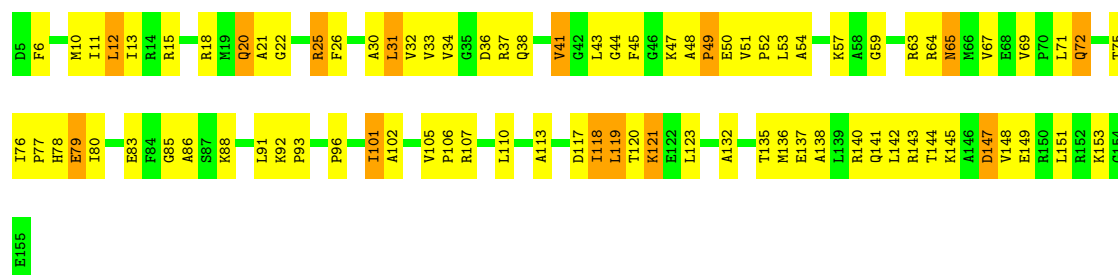 D5 F6 M10 I11 L12 I13 R14 R15 R18 M19 Q20 A21 G22 R25 F26 A30 L31 V32 V33 V34 G35 D36 R37 Q38 V41 G42 L43 G44 F45 G46 K47 A48 P49 E50 V51 P52 L53 A54 K57 A58 G59 R63 R64 N65 M66 V67 E68 V69 P70 L71 Q72 T75
I76 P77 H78 E79 I80 E83 F84 G85 A86 S87 K88 L91 K92 P93 P96 I101 A102 V105 P106 R107 L110 A113 D117 I118 L119 T120 K121 E122 L123 A132 T135 M136 E137 A138 L139 R140 Q141 L142 R143 T144 K145 A146 D147 V148 E149 R150 L151 R152 K153 G154
E155